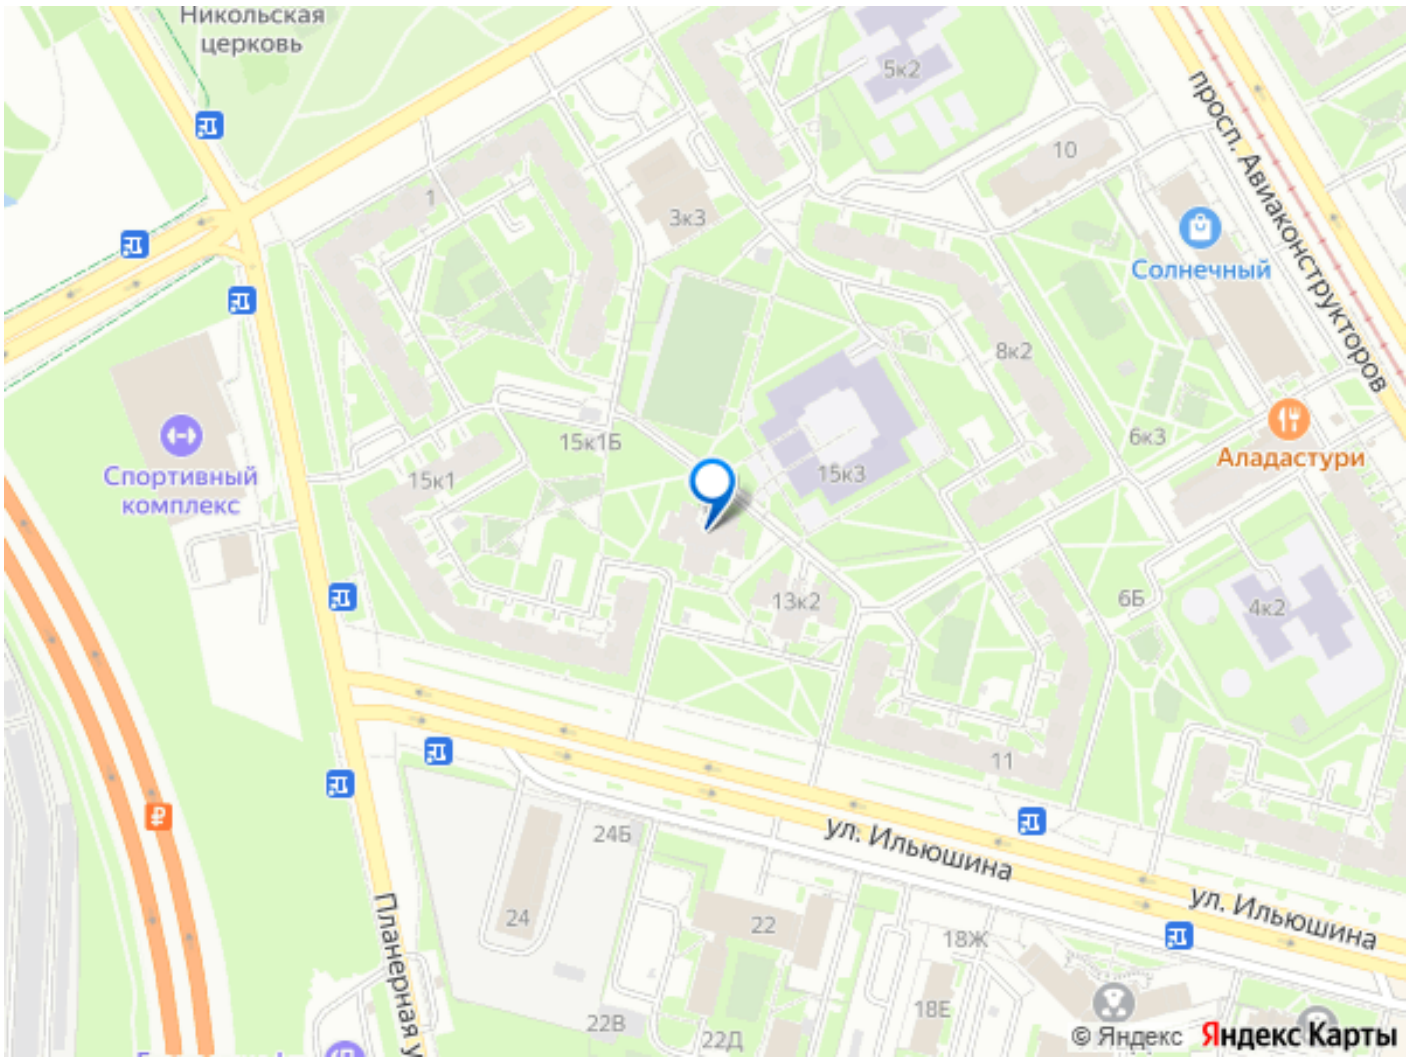 Никольская
церковь
5к2
просп. Авиаконструкторов
10
1
3к3
Солнечный
8к2
15к1Б
6к3
Аладастури
15к1
15к3
Спортивный
комплекс
13к2
6Б
4к2
11
24Б
ул. Ильюшина
ул. Ильюшина
Планерная у
24
22
18Ж
18Е
22В
22Д
© Яндекс Яндекс Карты